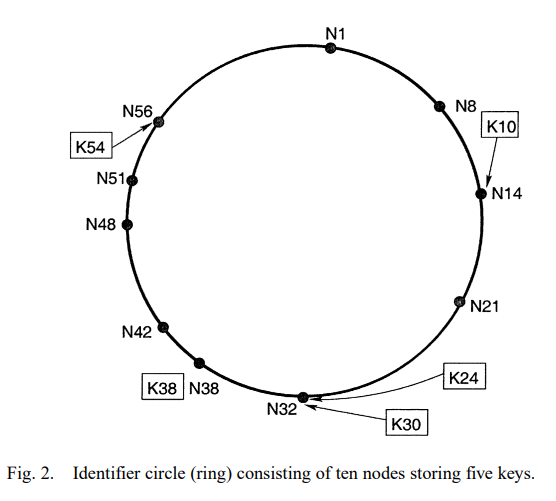 N1
N8
K10
N56
K54
N14
N51
N48
N21
N42
K38 N38
K24
N32
K30
Fig. 2. Identifier circle (ring) consisting of ten nodes storing five keys.